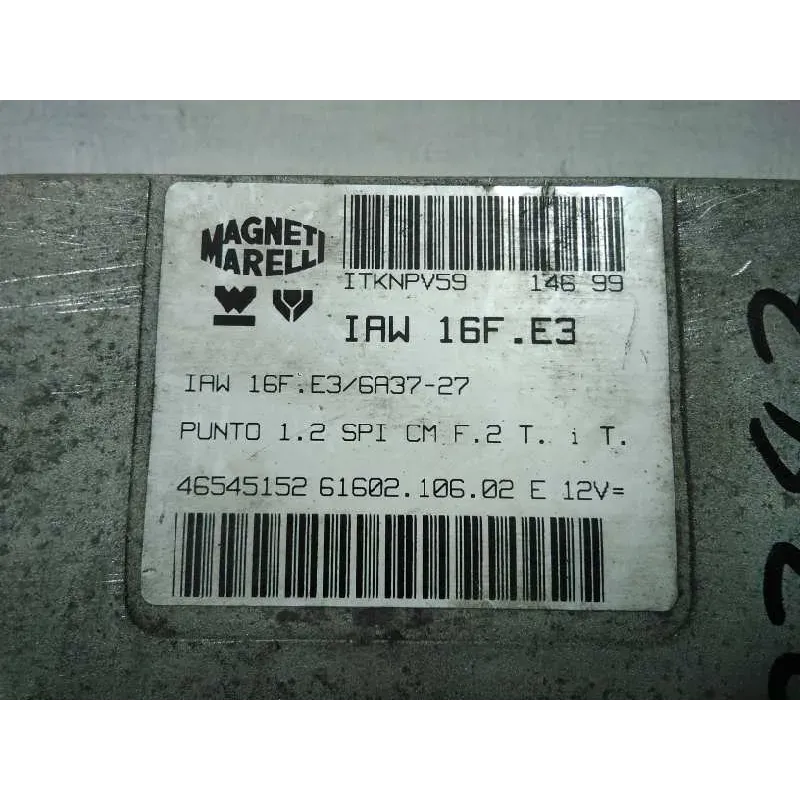 MAGNETI
MARELLI
ITKNPV59 146 99
IAW 16F.E3
IAW 16F.E3/6A37-27
PUNTO 1.2 SPI CM F.2 T. i T.
46545152 61602.106.02 E 12V=